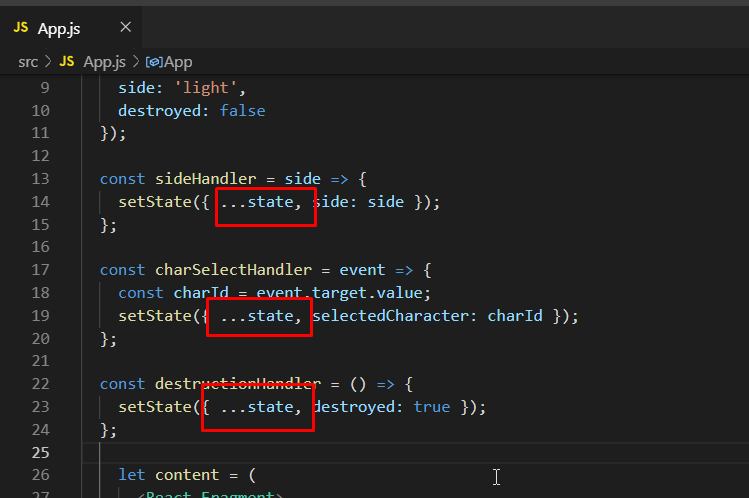 JS App.js ×
src > JS App.js > App
9 side: 'light',
10 destroyed: false
11 });
12
13 const sideHandler = side => {
14 setState({ ...state, side: side });
15 };
16
17 const charSelectHandler = event => {
18 const charId = event.target.value;
19 setState({ ...state, selectedCharacter: charId });
20 };
21
22 const destructionHandler = () => {
23 setState({ ...state, destroyed: true });
24 };
25
26 let content = (
27 <React.Fragment>